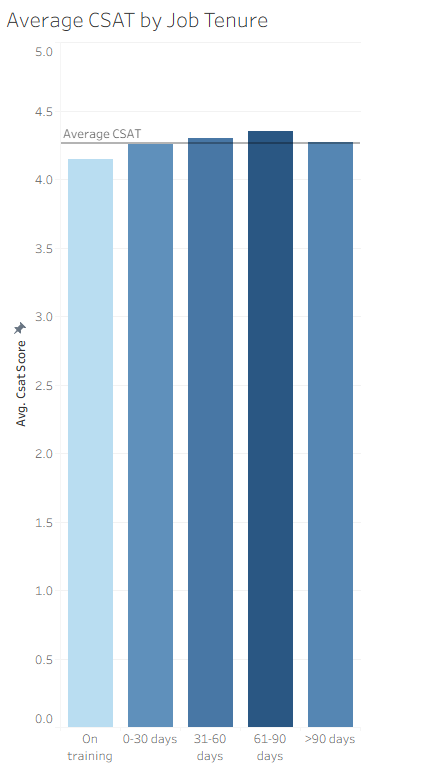 Average CSAT by Job Tenure
5.0
4.5
Average CSAT
4.0
3.5
3.0
2.5
2.0
1.5
1.0
0.5
0.0
Avg. Csat Score
On
training
0-30 days
31-60
days
61-90
days
>90 days